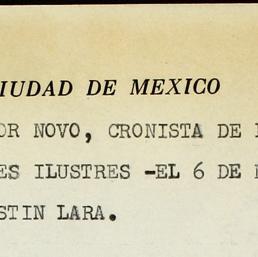 IUDAD DE MEXICO
OR NOVO, CRONISTA DE
ES ILUSTRES -EL 6 DE
STIN LARA.